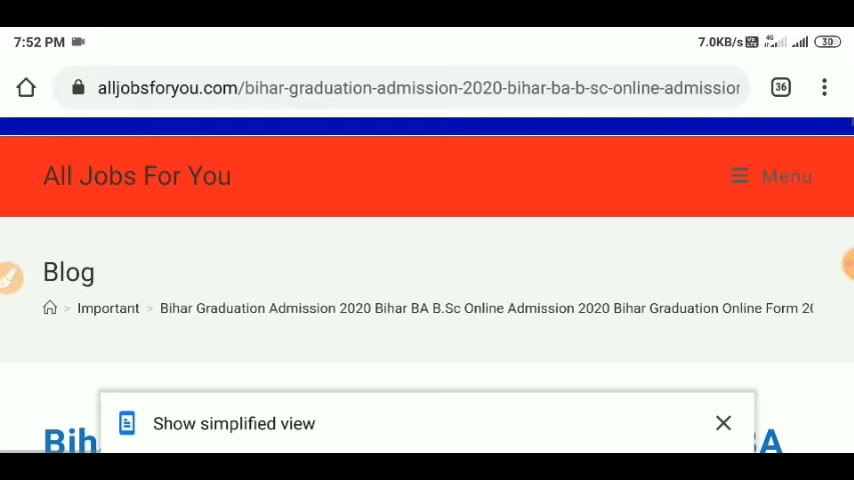 7:52 PM
7.0KB/s 4G 30
alljobsforyou.com/bihar-graduation-admission-2020-bihar-ba-b-sc-online-admission
36
All Jobs For You
Menu
Blog
> Important > Bihar Graduation Admission 2020 Bihar BA B.Sc Online Admission 2020 Bihar Graduation Online Form 20
Show simplified view